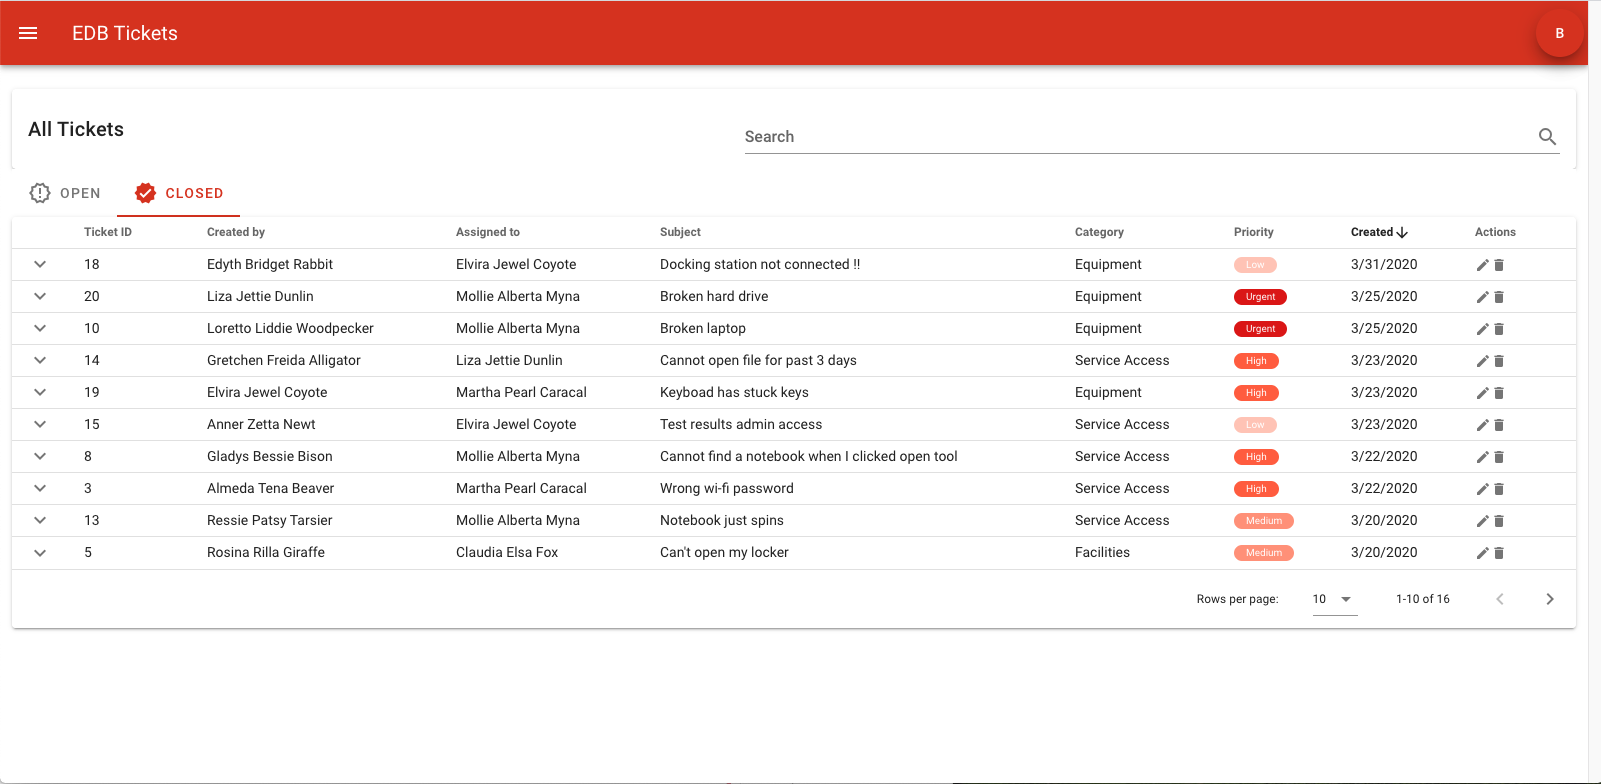 EDB Tickets B
All Tickets
Search
OPEN CLOSED
Ticket ID Created by Assigned to Subject Category Priority Created Actions
18 Edyth Bridget Rabbit Elvira Jewel Coyote Docking station not connected !! Equipment Low 3/31/2020
20 Liza Jettie Dunlin Mollie Alberta Myna Broken hard drive Equipment Urgent 3/25/2020
10 Loretto Liddie Woodpecker Mollie Alberta Myna Broken laptop Equipment Urgent 3/25/2020
14 Gretchen Freida Alligator Liza Jettie Dunlin Cannot open file for past 3 days Service Access High 3/23/2020
19 Elvira Jewel Coyote Martha Pearl Caracal Keyboad has stuck keys Equipment High 3/23/2020
15 Anner Zetta Newt Elvira Jewel Coyote Test results admin access Service Access Low 3/23/2020
8 Gladys Bessie Bison Mollie Alberta Myna Cannot find a notebook when I clicked open tool Service Access High 3/22/2020
3 Almeda Tena Beaver Martha Pearl Caracal Wrong wi-fi password Service Access High 3/22/2020
13 Ressie Patsy Tarsier Mollie Alberta Myna Notebook just spins Service Access Medium 3/20/2020
5 Rosina Rilla Giraffe Claudia Elsa Fox Can't open my locker Facilities Medium 3/20/2020
Rows per page: 10 1-10 of 16